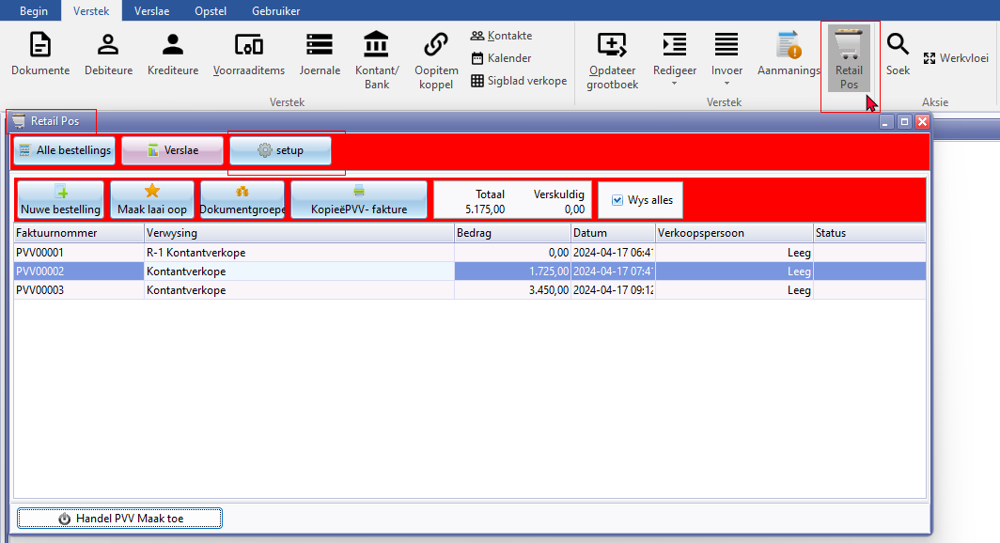 Begin Verstek Verslae Opstel Gebruiker
Dokumente
Debiteure
Krediteure
Voorraaditems
Joernale
Kontant/
Bank
Oopitem
koppel
Kontakte
Kalender
Sigblad verkope
Verstek
Opdateer
grootboek
Redigeer
Invoer
Aanmanings
Retail
Pos
Verstek
Soek
Werkvloei
Aksie
Retail Pos
Alle bestellings Verslae setup
Nuwe bestelling Maak laai oop Dokumentgroepe KopieëPVV- fakture
Totaal Verskuldig
5.175,00 0,00
Wys alles
Faktuurnommer Verwysing Bedrag Datum Verkoopspersoon Status
PVV00001 R-1 Kontantverkope 0,00 2024-04-17 06:41 Leeg
PVV00002 Kontantverkope 1.725,00 2024-04-17 07:41 Leeg
PVV00003 Kontantverkope 3.450,00 2024-04-17 09:12 Leeg
Handel PVV Maak toe